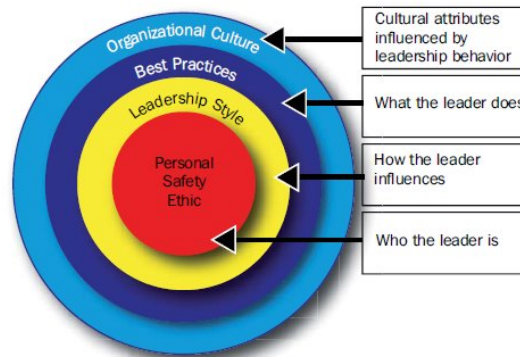 Organizational Culture
Best Practices
Leadership Style
Personal
Safety
Ethic
Cultural attributes
influenced by
leadership behavior
What the leader does
How the leader
influences
Who the leader is